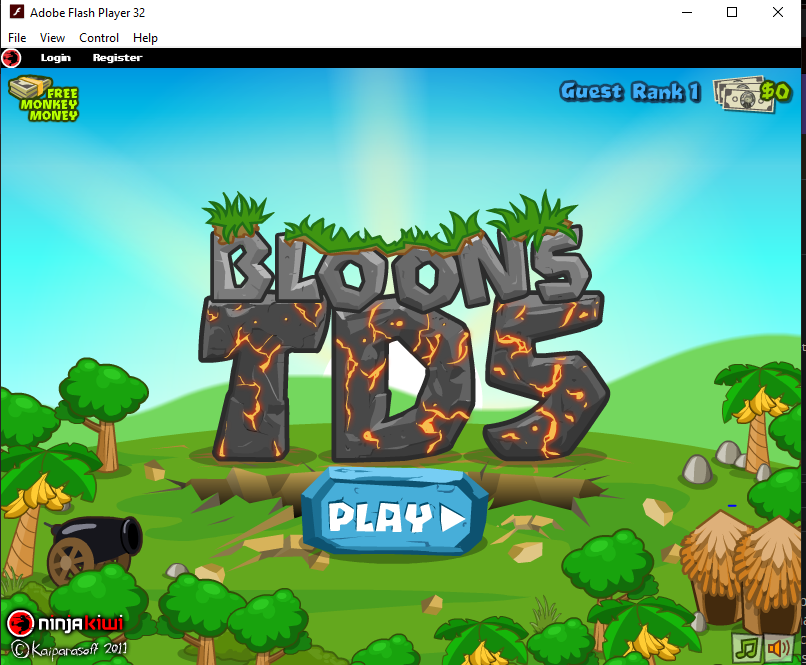 Adobe Flash Player 32
File View Control Help
Login Register
FREE
MONKEY
MONEY
Guest Rank 1
$0
BLOONS
TD5
PLAY
ninjakiwi
©Kaiparasoft 2011